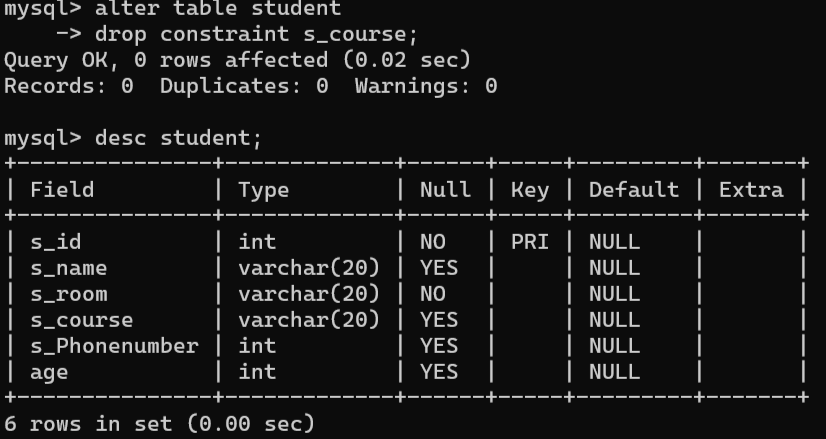 mysql> alter table student
    -> drop constraint s_course;
Query OK, 0 rows affected (0.02 sec)
Records: 0  Duplicates: 0  Warnings: 0

mysql> desc student;
+---------------+-------------+------+-----+---------+-------+
| Field         | Type        | Null | Key | Default | Extra |
+---------------+-------------+------+-----+---------+-------+
| s_id          | int         | NO   | PRI | NULL    |       |
| s_name        | varchar(20) | YES  |     | NULL    |       |
| s_room        | varchar(20) | NO   |     | NULL    |       |
| s_course      | varchar(20) | YES  |     | NULL    |       |
| s_Phonenumber | int         | YES  |     | NULL    |       |
| age           | int         | YES  |     | NULL    |       |
+---------------+-------------+------+-----+---------+-------+
6 rows in set (0.00 sec)